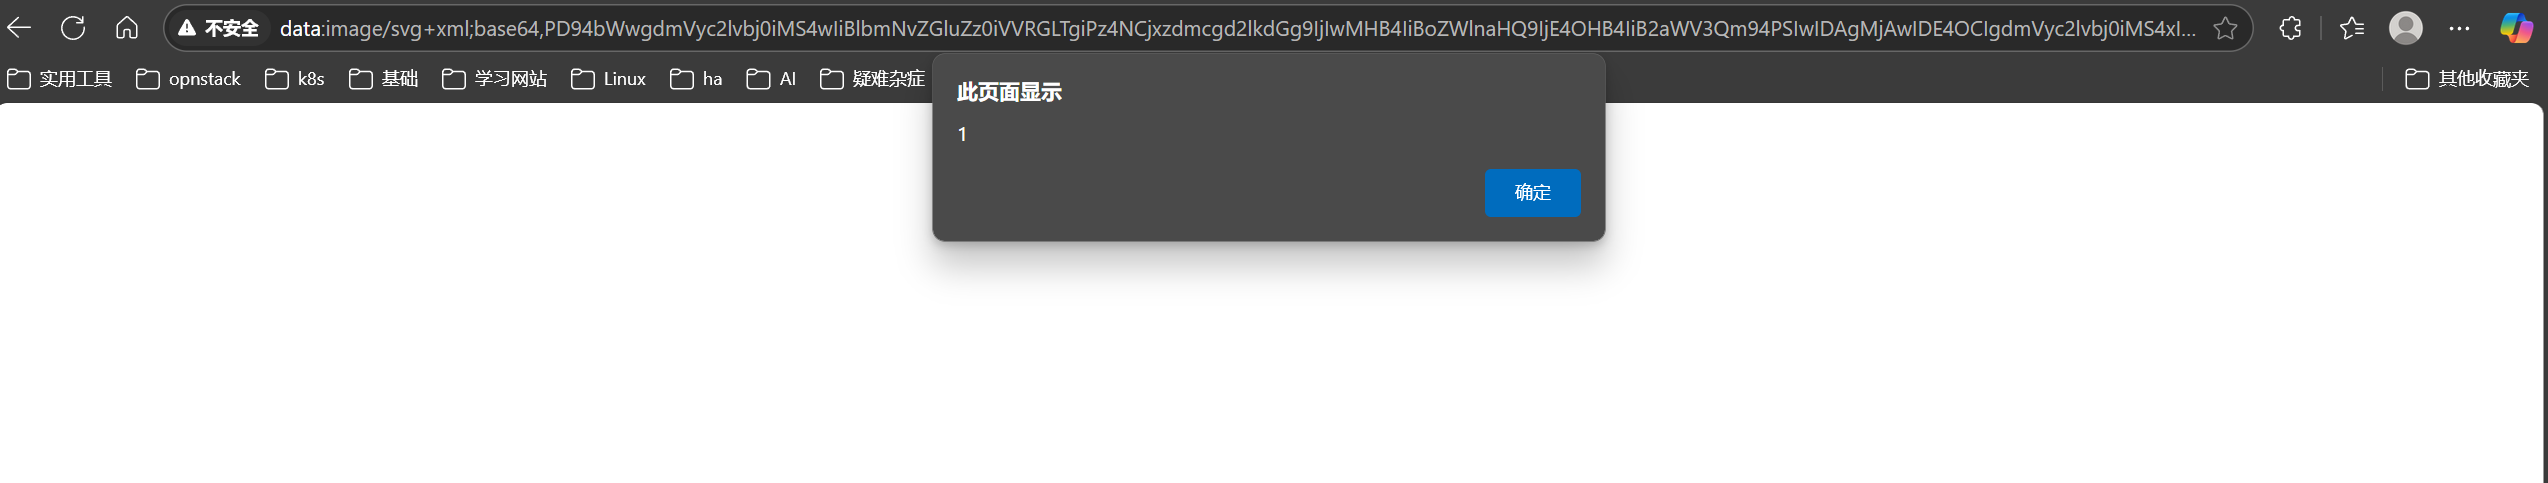 不安全 data:image/svg+xml;base64,PD94bWwgdmVyc2lvbj0iMS4wIiBlbmNvZGluZz0iVVRGLTgiPz4NCjxzdmcgd2lkdGg9IjIwMHB4IiBoZWlnaHQ9IjE4OHB4IiB2aWV3Qm94PSIwIDAgMjAwIDE4OCIgdmVyc2lvbj0iMS4xI...
实用工具 opnstack k8s 基础 学习网站 Linux ha AI 疑难杂症 其他收藏夹
此页面显示
1
确定